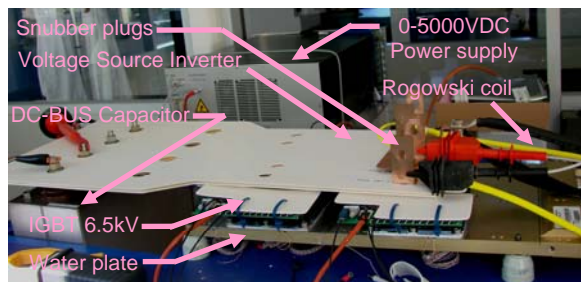 Snubber plugs
0-5000VDC
Power supply
Voltage Source Inverter
Rogowski coil
DC-BUS Capacitor
IGBT 6.5kV
Water plate